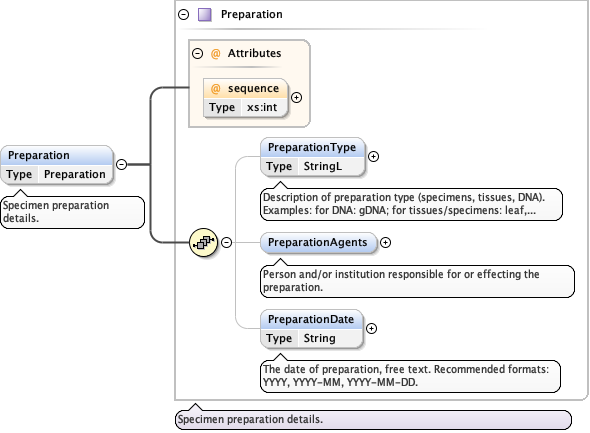 Preparation
@ Attributes
@ sequence
Type xs:int
Preparation
Type Preparation
Specimen preparation
details.
PreparationType
Type StringL
Description of preparation type (specimens, tissues, DNA).
Examples: for DNA: gDNA; for tissues/specimens: leaf,...
PreparationAgents
Person and/or institution responsible for or effecting the
preparation.
PreparationDate
Type String
The date of preparation, free text. Recommended formats:
YYYY, YYYY-MM, YYYY-MM-DD.
Specimen preparation details.